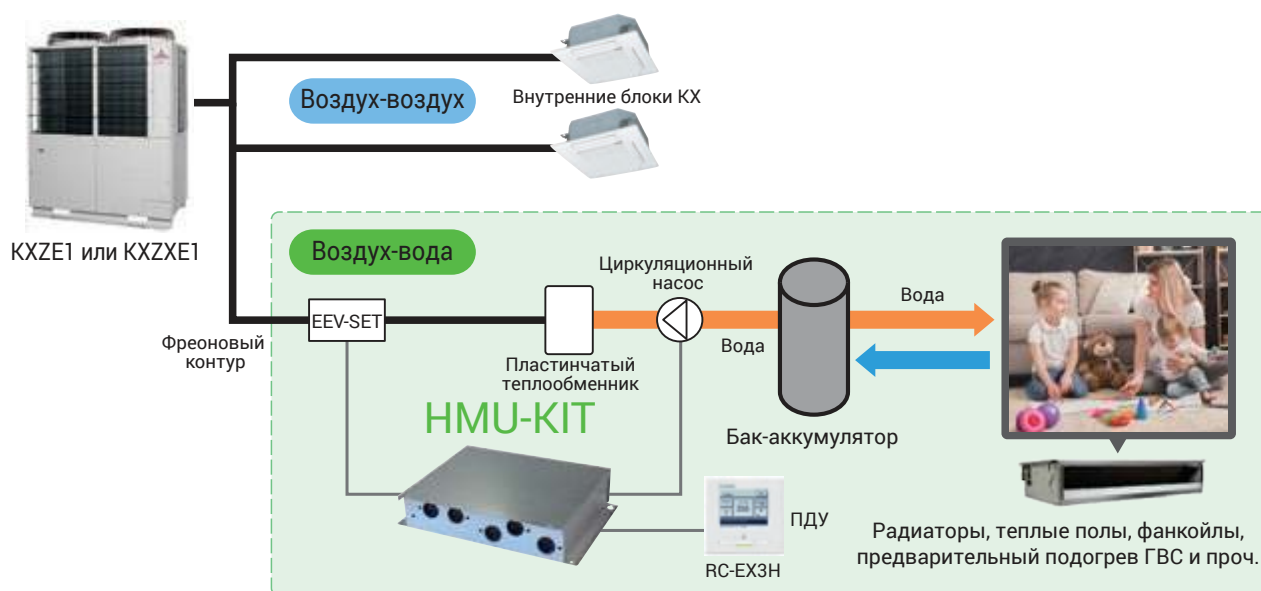 Воздух-воздух
Внутренние блоки КХ
KXZE1 или KXZXE1
Воздух-вода
Циркуляционный
насос
EEV-SET
Фреоновый
контур
Пластинчатый
теплообменник
Вода
Вода
Бак-аккумулятор
HMU-KIT
ПДУ
RC-EX3H
Радиаторы, теплые полы, фанкойлы,
предварительный подогрев ГВС и проч.